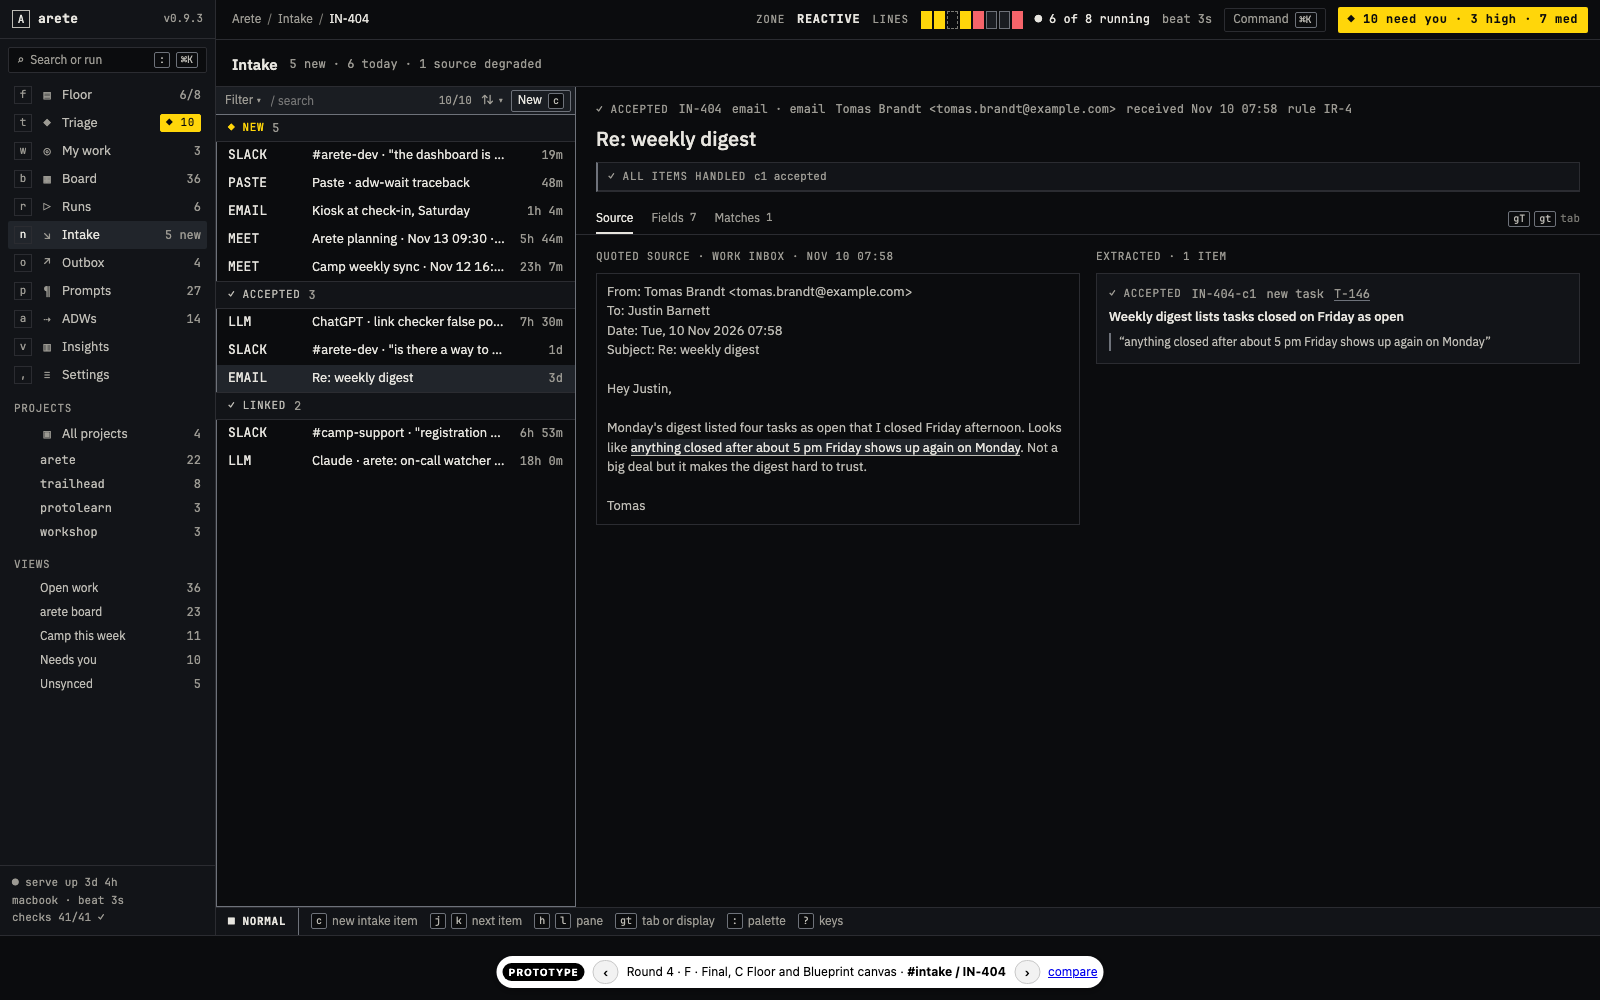 A arete v0.9.3
Search or run : ⌘K
f Floor 6/8
t Triage ◆ 10
w My work 3
b Board 36
r Runs 6
n Intake 5 new
o Outbox 4
p ¶ Prompts 27
a ADWs 14
v Insights
, Settings
PROJECTS
All projects 4
arete 22
trailhead 8
protolearn 3
workshop 3
VIEWS
Open work 36
arete board 23
Camp this week 11
Needs you 10
Unsynced 5
● serve up 3d 4h
macbook · beat 3s
checks 41/41 ✓
Arete / Intake / IN-404
ZONE REACTIVE LINES ● 6 of 8 running beat 3s Command ⌘K ◆ 10 need you · 3 high · 7 med
Intake 5 new · 6 today · 1 source degraded
Filter / search 10/10 New c
◆ NEW 5
SLACK #arete-dev · "the dashboard is ... 19m
PASTE Paste · adw-wait traceback 48m
EMAIL Kiosk at check-in, Saturday 1h 4m
MEET Arete planning · Nov 13 09:30 ·... 5h 44m
MEET Camp weekly sync · Nov 12 16:... 23h 7m
✓ ACCEPTED 3
LLM ChatGPT · link checker false po... 7h 30m
SLACK #arete-dev · "is there a way to ... 1d
EMAIL Re: weekly digest 3d
✓ LINKED 2
SLACK #camp-support · "registration ... 6h 53m
LLM Claude · arete: on-call watcher ... 18h 0m
✓ ACCEPTED IN-404 email · email Tomas Brandt <tomas.brandt@example.com> received Nov 10 07:58 rule IR-4
Re: weekly digest
✓ ALL ITEMS HANDLED c1 accepted
Source Fields 7 Matches 1 gT gt tab
QUOTED SOURCE · WORK INBOX · NOV 10 07:58
From: Tomas Brandt <tomas.brandt@example.com>
To: Justin Barnett
Date: Tue, 10 Nov 2026 07:58
Subject: Re: weekly digest
Hey Justin,
Monday's digest listed four tasks as open that I closed Friday afternoon. Looks
like anything closed after about 5 pm Friday shows up again on Monday. Not a
big deal but it makes the digest hard to trust.
Tomas
EXTRACTED · 1 ITEM
✓ ACCEPTED IN-404-c1 new task T-146
Weekly digest lists tasks closed on Friday as open
“anything closed after about 5 pm Friday shows up again on Monday”
■ NORMAL c new intake item j k next item h l pane gt tab or display : palette ? keys
PROTOTYPE ‹ Round 4 · F · Final, C Floor and Blueprint canvas · #intake / IN-404 › compare